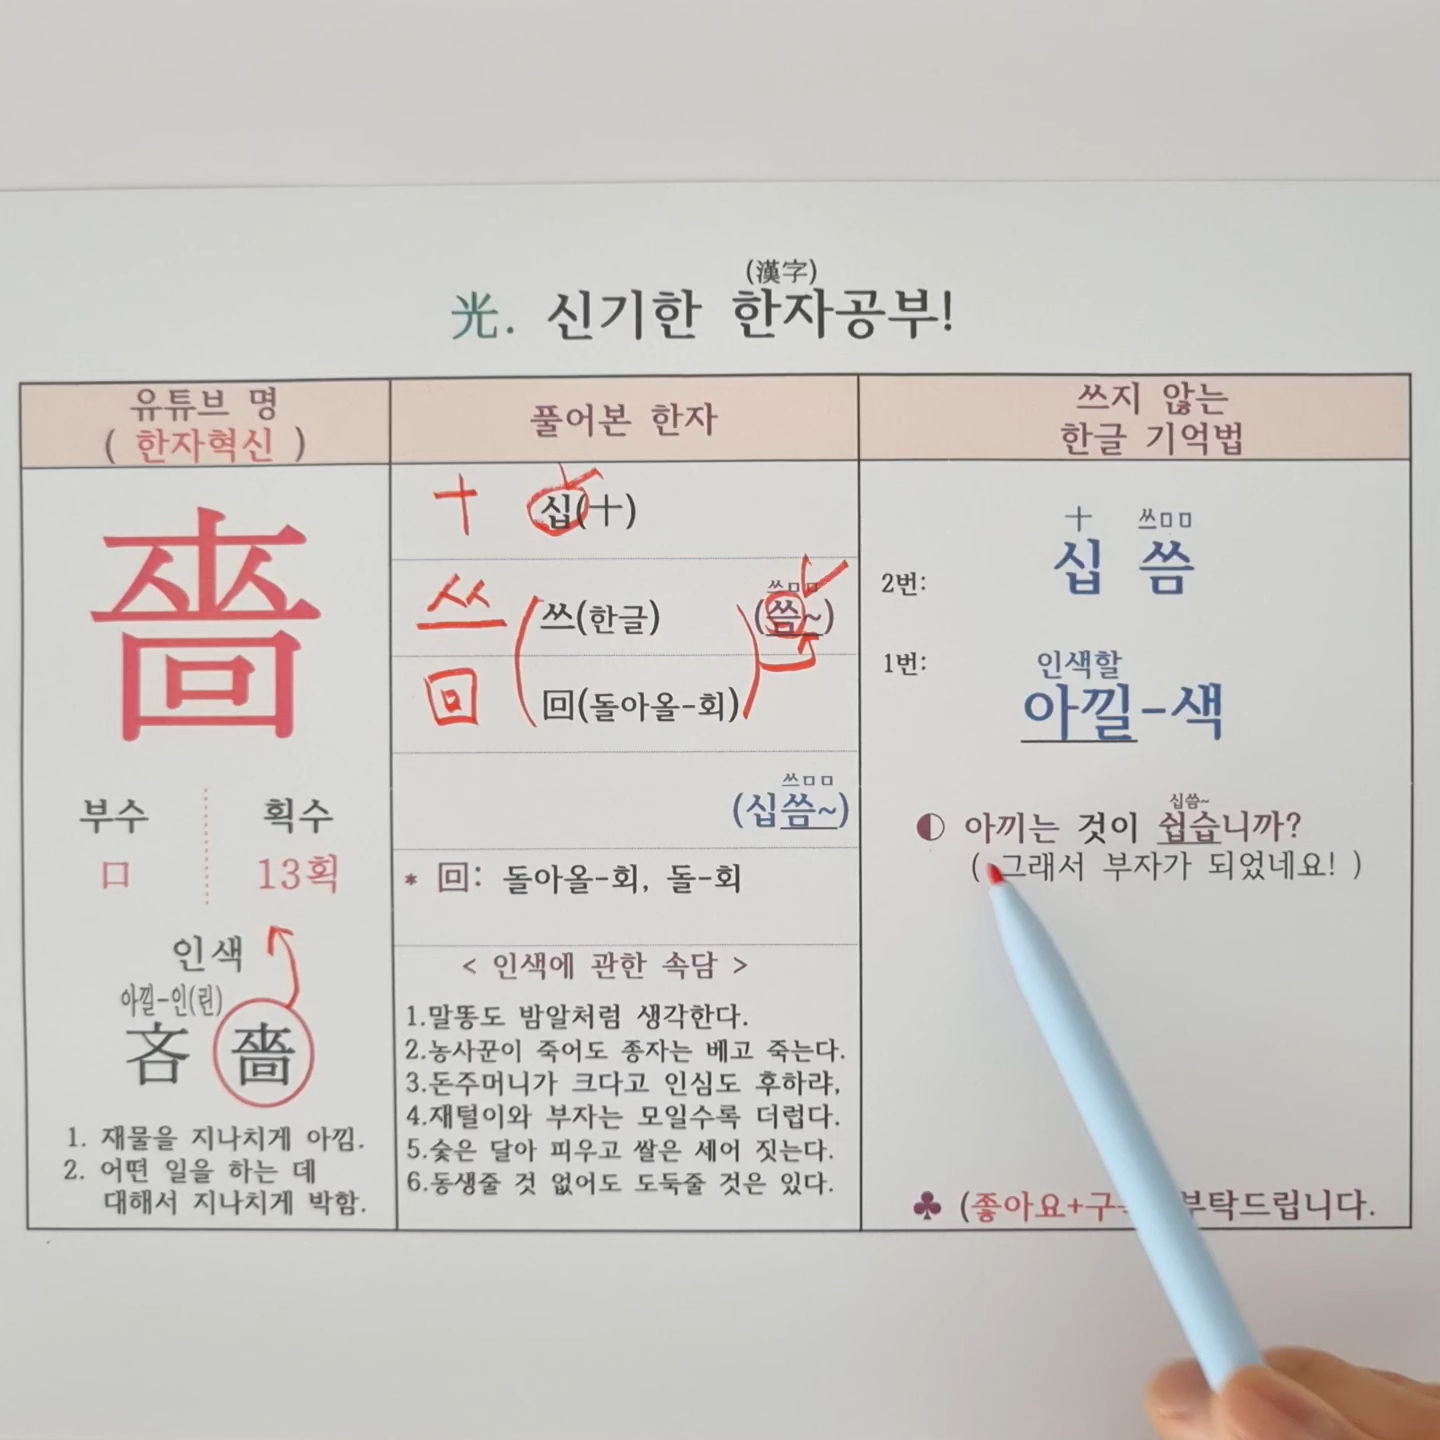 (漢字)
光. 신기한 한자공부!
유튜브 명
( 한자혁신 )
嗇
부수 획수
口 13획
인색
아낄-인(린)
吝 嗇
1. 재물을 지나치게 아낌.
2. 어떤 일을 하는 데
대해서 지나치게 박함.
풀어본 한자
十 십(十)
쓰ㅁㅁ
쓰 쓰(한글) (씀~)
回 回(돌아올-회)
쓰ㅁㅁ
(십씀~)
* 回: 돌아올-회, 돌-회
< 인색에 관한 속담 >
1.말똥도 밤알처럼 생각한다.
2.농사꾼이 죽어도 종자는 베고 죽는다.
3.돈주머니가 크다고 인심도 후하랴,
4.재털이와 부자는 모일수록 더럽다.
5.숯은 달아 피우고 쌀은 세어 짓는다.
6.동생줄 것 없어도 도둑줄 것은 있다.
쓰지 않는
한글 기억법
十 쓰ㅁㅁ
2번: 십 씀
인색할
1번: 아낄-색
십씀~
◐ 아끼는 것이 쉽습니까?
( 그래서 부자가 되었네요! )
♣ (좋아요+구 부탁드립니다.